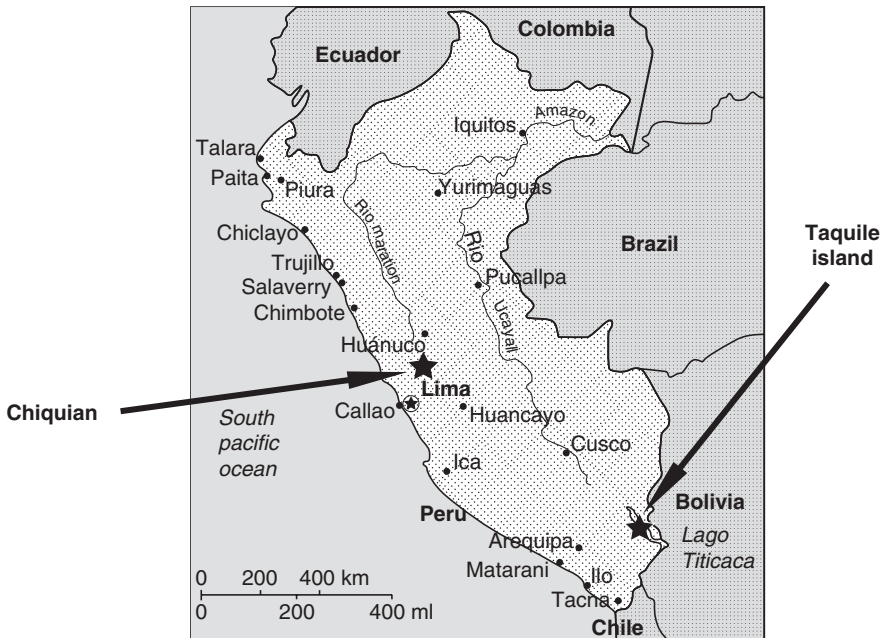 Colombia
Ecuador
Amazon
Iquitos
Talara
Paita
Piura
Yurimaguas
Rio maration
Rio
Ucayall
Brazil
Taquile
island
Chiclayo
Trujillo
Salaverry
Chimbote
Pucallpa
Huánuco
Lima
Chiquian
Callao
Huancayo
South
pacific
ocean
Cusco
Ica
Peru
Bolivia
Lago
Titicaca
Arequipa
Matarani
Ilo
Tacna
Chile
0 200 400 km
0 200 400 ml